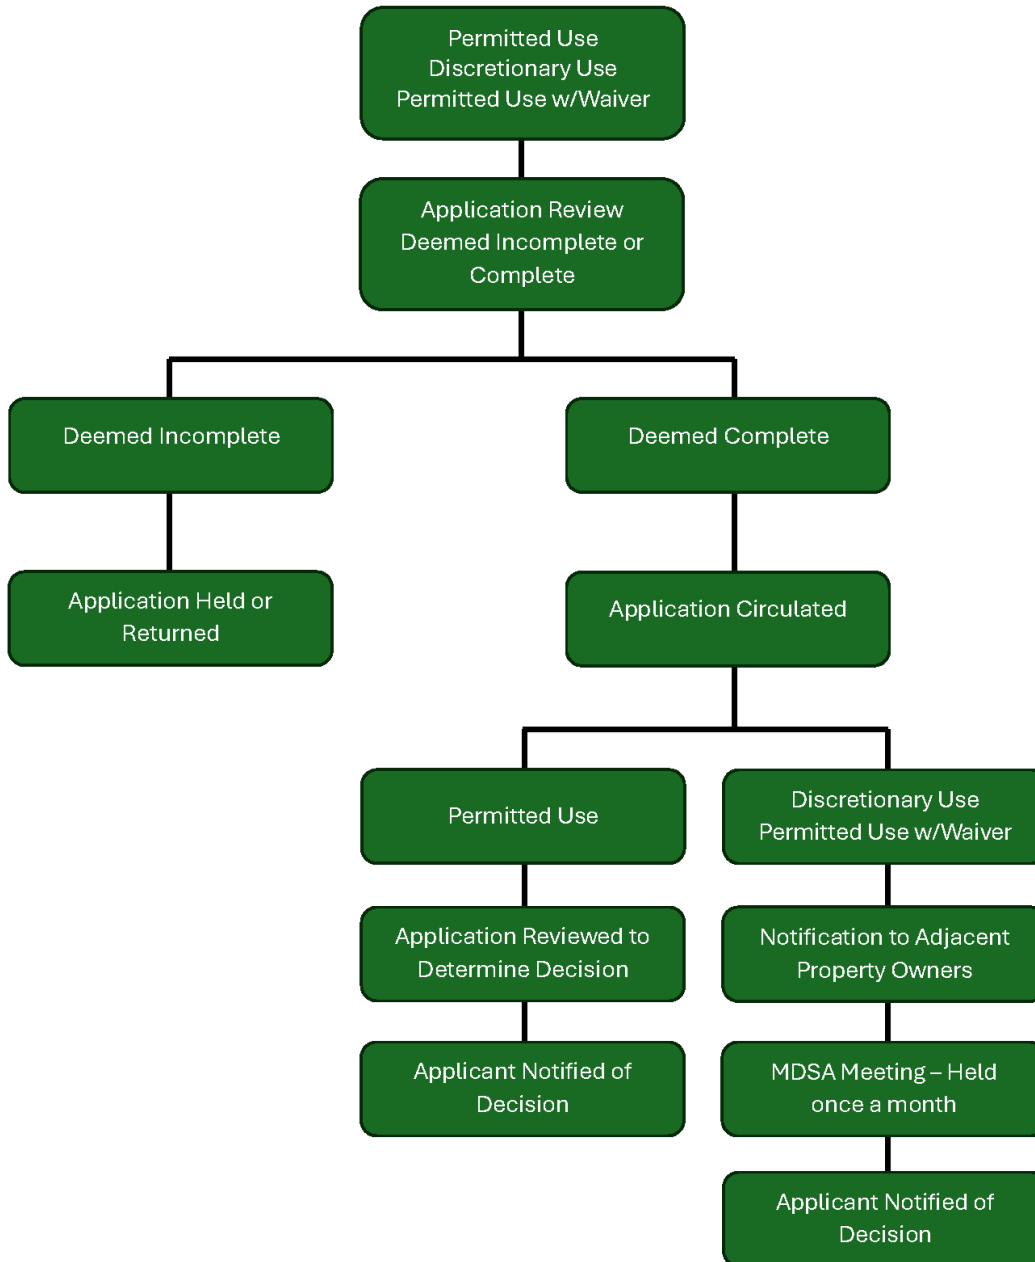 Permitted Use
Discretionary Use
Permitted Use w/Waiver
Application Review
Deemed Incomplete or
Complete
Deemed Incomplete
Deemed Complete
Application Held or
Returned
Application Circulated
Permitted Use
Discretionary Use
Permitted Use w/Waiver
Application Reviewed to
Determine Decision
Notification to Adjacent
Property Owners
Applicant Notified of
Decision
MDSA Meeting – Held
once a month
Applicant Notified of
Decision